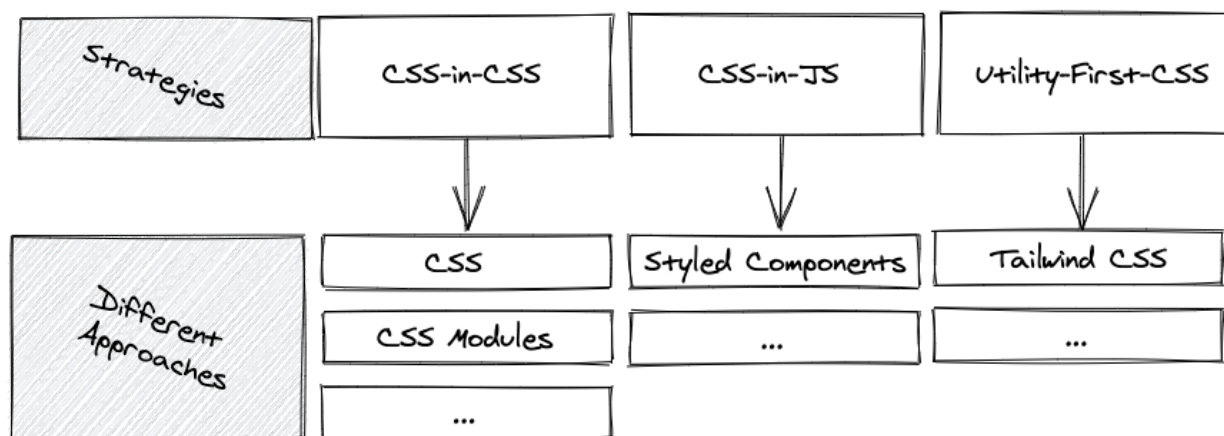 Strategies
CSS-in-CSS
CSS-in-JS
Utility-First-CSS
Different
Approaches
CSS
Styled Components
Tailwind CSS
CSS Modules
...
...
...